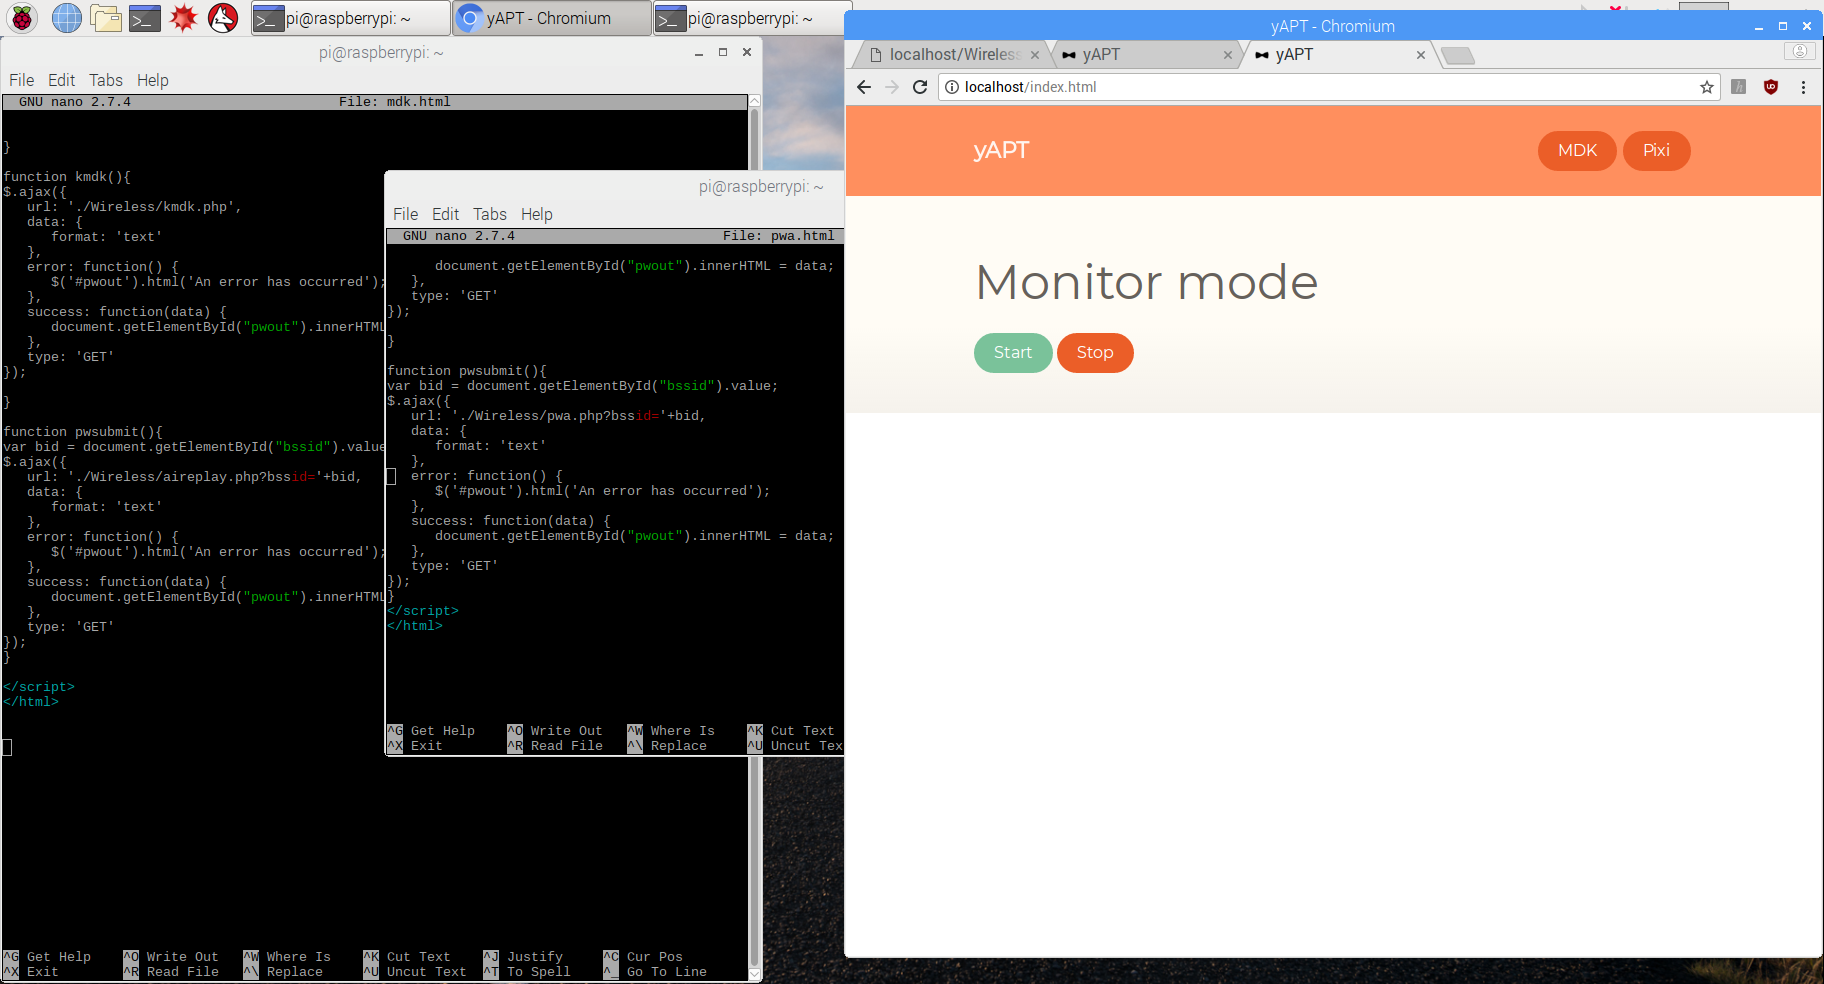 pi@raspberrypi: ~
yAPT - Chromium
pi@raspberrypi: ~
pi@raspberrypi: ~
File Edit Tabs Help
GNU nano 2.7.4 File: mdk.html
}
function kmdk(){
$.ajax({
url: './Wireless/kmdk.php',
data: {
format: 'text'
},
error: function() {
$('#pwout').html('An error has occurred');
},
success: function(data) {
document.getElementById("pwout").innerHTML
},
type: 'GET'
});
}
function pwsubmit(){
var bid = document.getElementById("bssid").value
$.ajax({
url: './Wireless/aireplay.php?bssid='+bid,
data: {
format: 'text'
},
error: function() {
$('#pwout').html('An error has occurred');
},
success: function(data) {
document.getElementById("pwout").innerHTML
},
type: 'GET'
});
}
</script>
</html>
^G Get Help ^O Write Out ^W Where Is ^K Cut Text ^J Justify ^C Cur Pos
^X Exit ^R Read File ^\ Replace ^U Uncut Text ^T To Spell ^_ Go To Line
pi@raspberrypi: ~
File Edit Tabs Help
GNU nano 2.7.4 File: pwa.html
document.getElementById("pwout").innerHTML = data;
},
type: 'GET'
});
}
function pwsubmit(){
var bid = document.getElementById("bssid").value;
$.ajax({
url: './Wireless/pwa.php?bssid='+bid,
data: {
format: 'text'
},
error: function() {
$('#pwout').html('An error has occurred');
},
success: function(data) {
document.getElementById("pwout").innerHTML = data;
},
type: 'GET'
});
}
</script>
</html>
^G Get Help ^O Write Out ^W Where Is ^K Cut Text
^X Exit ^R Read File ^\ Replace ^U Uncut Tex
yAPT - Chromium
localhost/Wireless
yAPT
yAPT
localhost/index.html
yAPT
MDK
Pixi
Monitor mode
Start
Stop